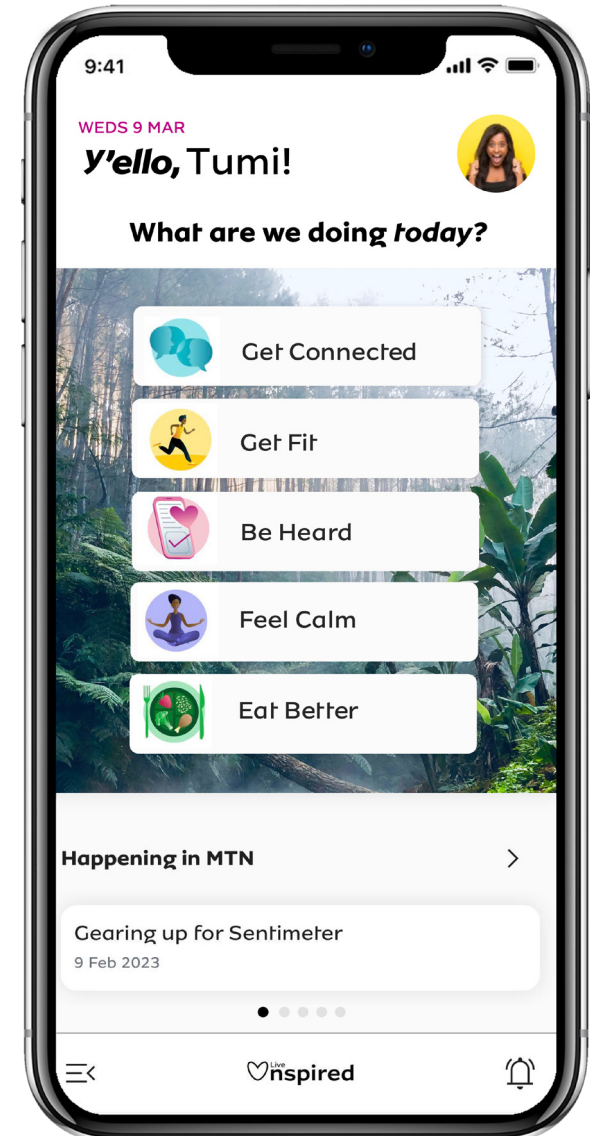 9:41
WEDS 9 MAR
Y'ello, Tumi!
What are we doing today?
Get Connected
Get Fit
Be Heard
Feel Calm
Eat Better
Happening in MTN
Gearing up for Sentimeter
9 Feb 2023
Live
nspired